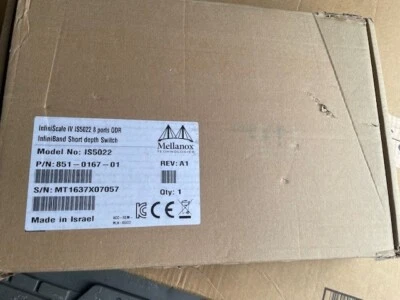 InfiniScale IV IS5022 8 ports QDR
InfiniBand Short depth Switch
Mellanox
TECHNOLOGIES
Model No: IS5022
P/N: 851-0167-01
REV: A1
S/N: MT1637X07057
Qty: 1
Made in Israel